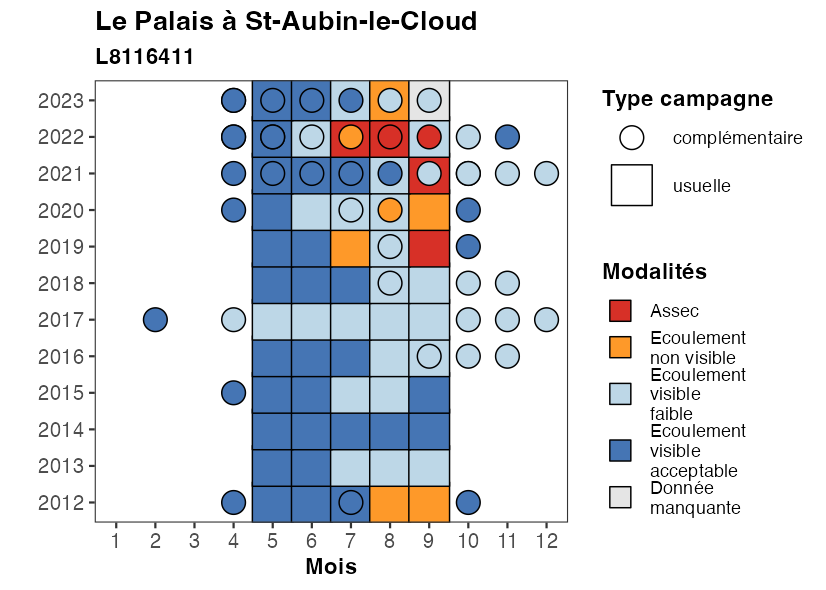 Le Palais à St-Aubin-le-Cloud
L8116411
2023
2022
2021
2020
2019
2018
2017
2016
2015
2014
2013
2012
1 2 3 4 5 6 7 8 9 10 11 12
Mois
Type campagne
complémentaire
usuelle
Modalités
Assec
Ecoulement
non visible
Ecoulement
visible
faible
Ecoulement
visible
acceptable
Donnée
manquante